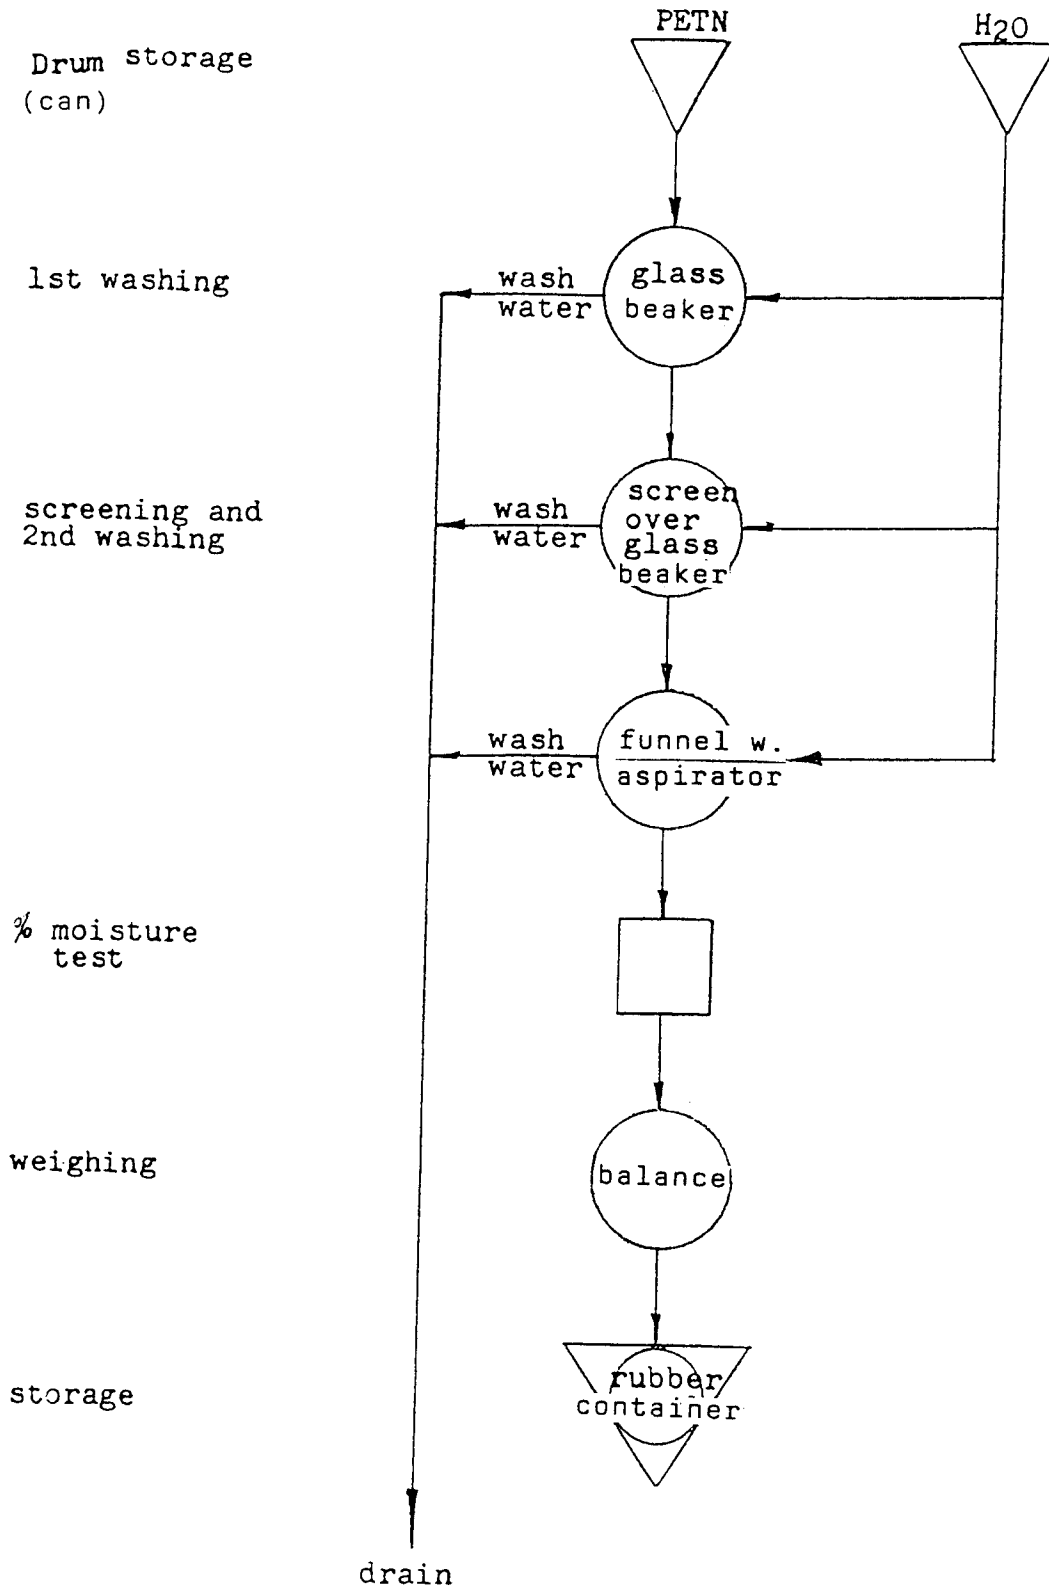 PETN
H2O
Drum storage
(can)
1st washing
wash
water
glass
beaker
screening and
2nd washing
wash
water
screen
over
glass
beaker
wash
water
funnel w.
aspirator
% moisture
test
weighing
balance
storage
rubber
container
drain